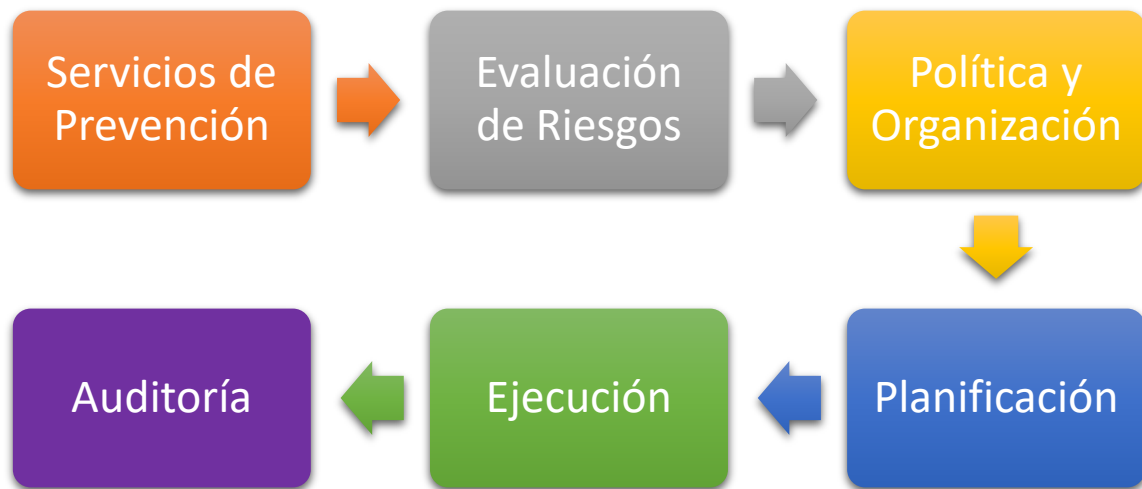 Servicios de
Prevención
Evaluación
de Riesgos
Política y
Organización
Planificación
Ejecución
Auditoría